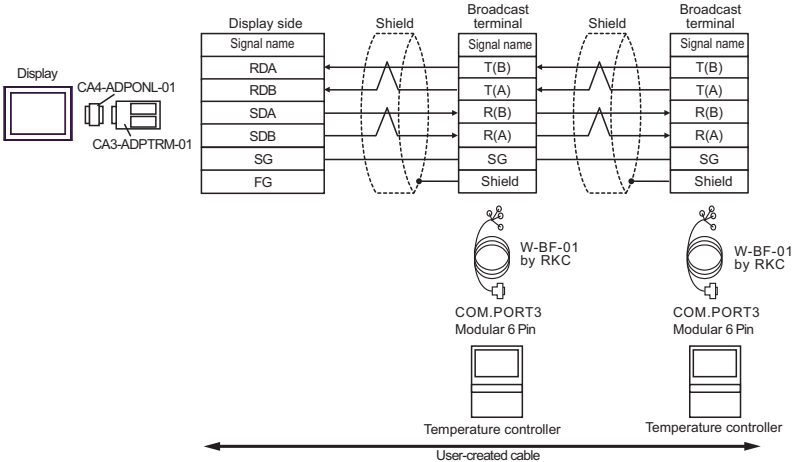 Display side
Shield
Broadcast
terminal
Shield
Broadcast
terminal
Signal name
Signal name
Signal name
RDA
T(B)
T(B)
Display
RDB
T(A)
T(A)
CA4-ADPONL-01
SDA
R(B)
R(B)
SDB
R(A)
R(A)
CA3-ADPTRM-01
SG
SG
SG
FG
Shield
Shield
W-BF-01
by RKC
W-BF-01
by RKC
COM.PORT3
Modular 6 Pin
COM.PORT3
Modular 6 Pin
Temperature controller
Temperature controller
User-created cable